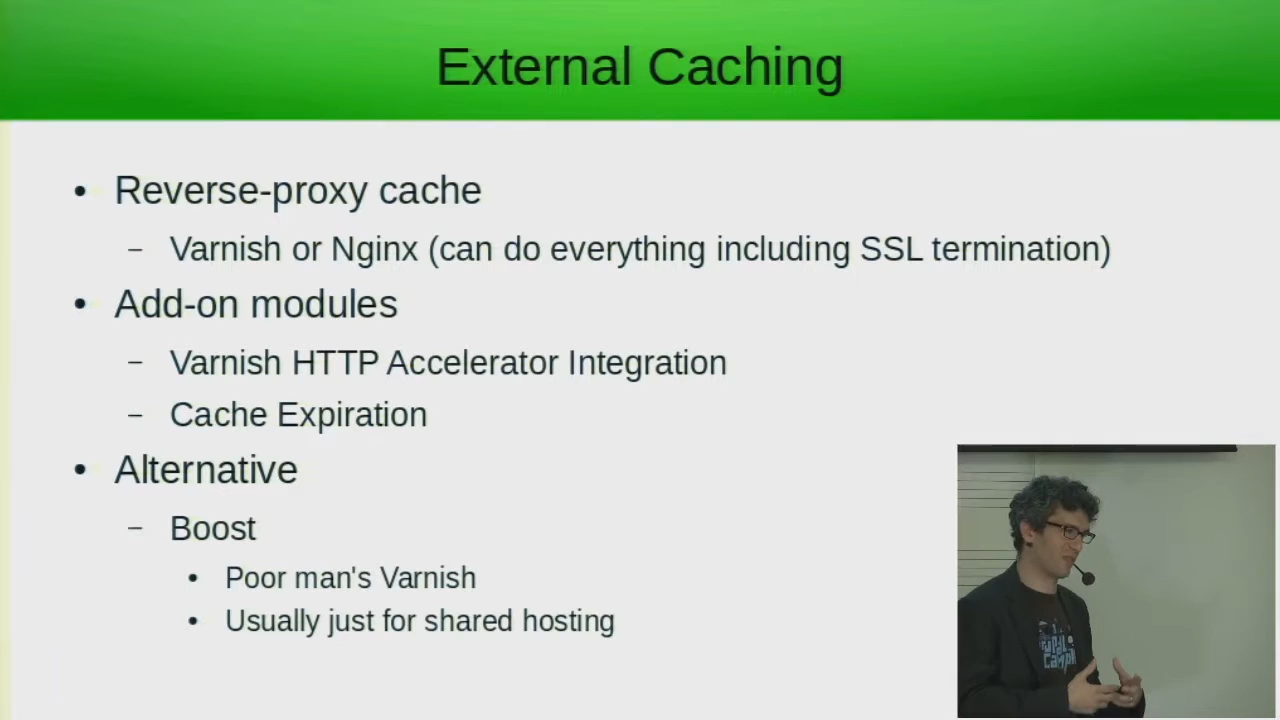 External Caching
• Reverse-proxy cache
– Varnish or Nginx (can do everything including SSL termination)
• Add-on modules
– Varnish HTTP Accelerator Integration
– Cache Expiration
• Alternative
– Boost
• Poor man's Varnish
• Usually just for shared hosting